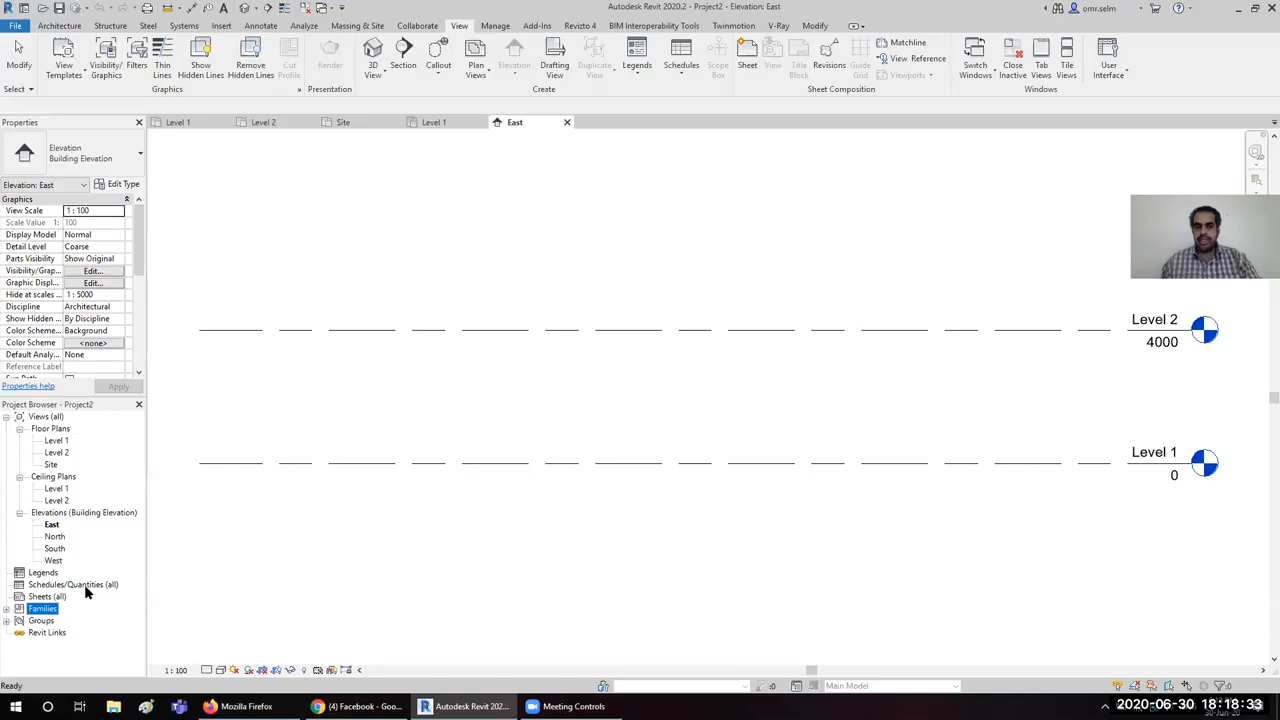 Autodesk Revit 2020.2 - Project2 - Elevation: East
omr.selm
File Architecture Structure Steel Systems Insert Annotate Analyze Massing & Site Collaborate View Manage Add-Ins Revizto 4 BIM Interoperability Tools Twinmotion V-Ray Modify
Modify
View Templates
Visibility/ Graphics
Filters
Thin Lines
Show Hidden Lines
Remove Hidden Lines
Cut Profile
Render
3D View
Section
Callout
Plan Views
Elevation
Drafting View
Duplicate View
Legends
Schedules
Scope Box
Sheet
View
Title Block
Revisions
Guide Grid
Matchline
View Reference
Viewports
Switch Windows
Close Inactive
Tab Views
Tile Views
User Interface
Select Graphics Presentation Create Sheet Composition Windows
Properties
Level 1 Level 2 Site Level 1 East
Elevation
Building Elevation
Elevation: East Edit Type
Graphics
View Scale 1 : 100
Scale Value 1: 100
Display Model Normal
Detail Level Coarse
Parts Visibility Show Original
Visibility/Grap... Edit...
Graphic Displ... Edit...
Hide at scales ... 1 : 5000
Discipline Architectural
Show Hidden ... By Discipline
Color Scheme... Background
Color Scheme <none>
Default Analy... None
Reference Label
Properties help Apply
Project Browser - Project2
Views (all)
Floor Plans
Level 1
Level 2
Site
Ceiling Plans
Level 1
Level 2
Elevations (Building Elevation)
East
North
South
West
Legends
Schedules/Quantities (all)
Sheets (all)
Families
Groups
Revit Links
Level 2
4000
Level 1
0
1 : 100
Ready
:0
Main Model
:0
Mozilla Firefox
(4) Facebook - Goo...
Autodesk Revit 202...
Meeting Controls
2020-06-30 18:18:33